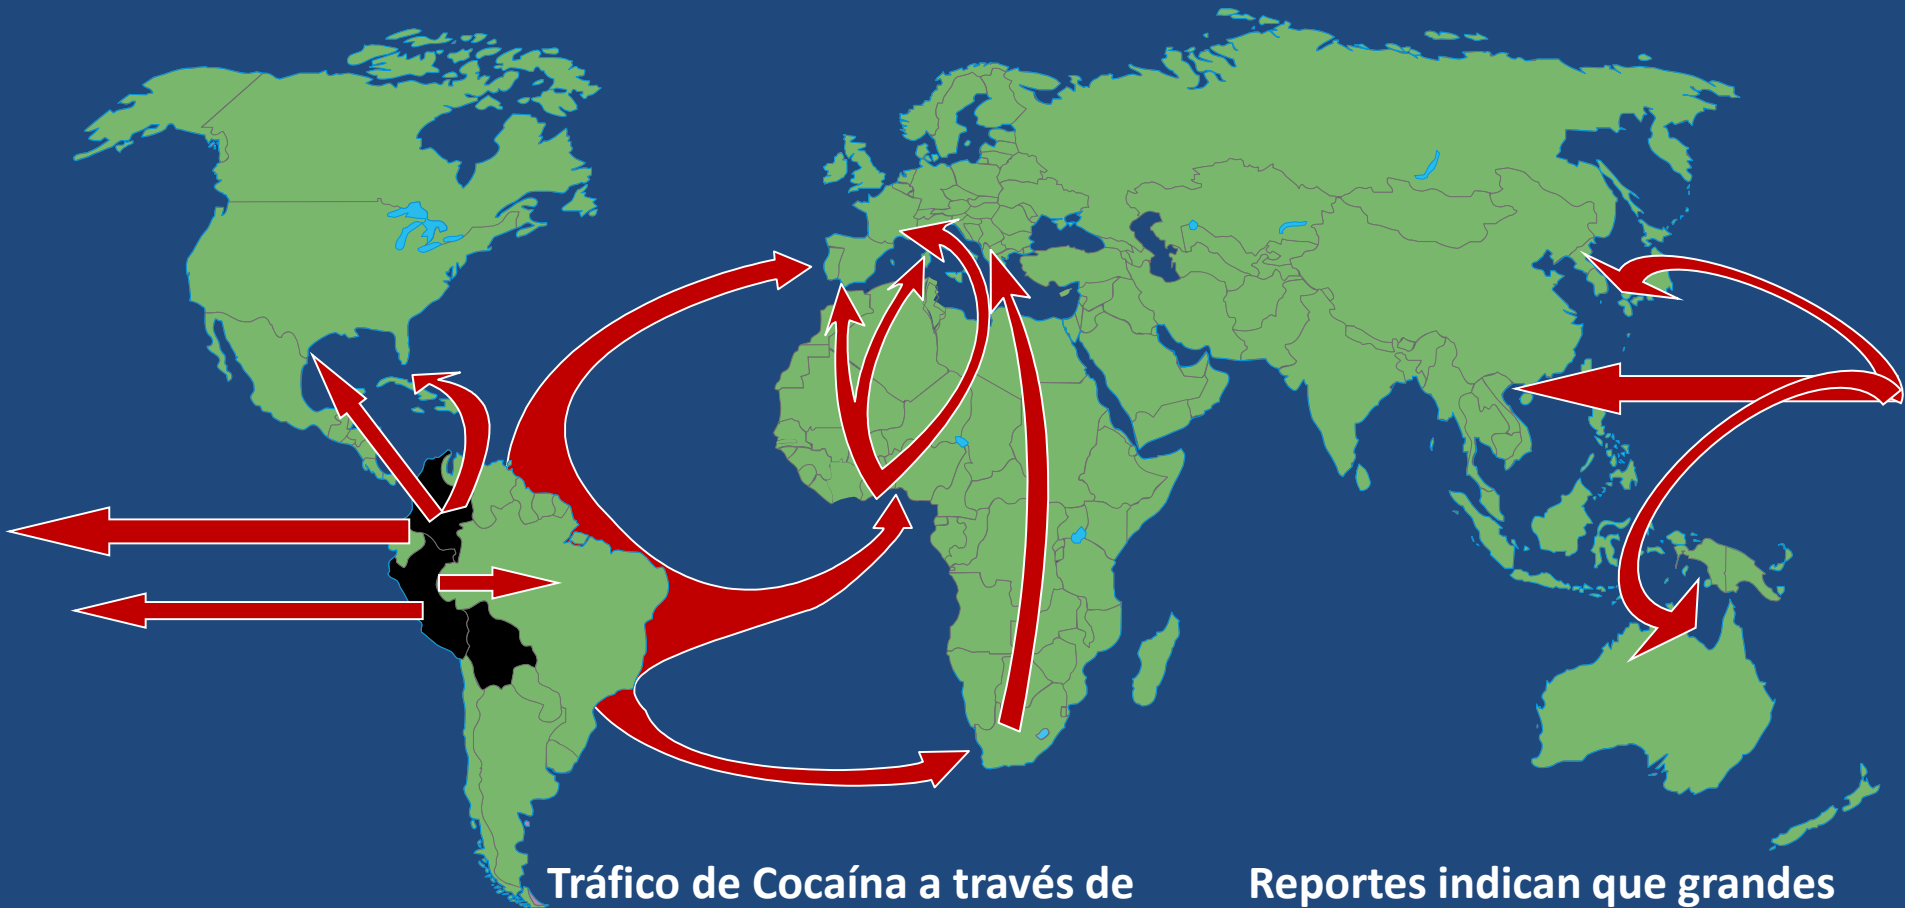 Tráfico de Cocaína a través de
Reportes indican que grandes